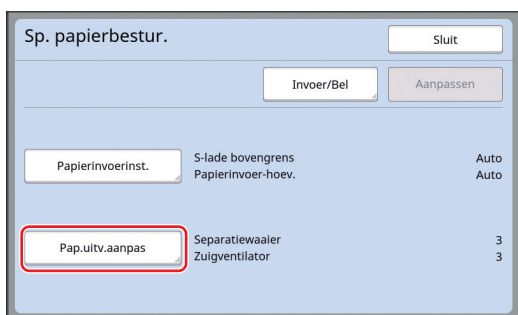 Sp. papierbestur.
Sluit
Invoer/Bel
Aanpassen
Papierinvoerinst.
S-lade bovengrens Auto
Papierinvoer-hoev. Auto
Pap.uitv.aanpas
Separatiewaaier 3
Zuigventilator 3